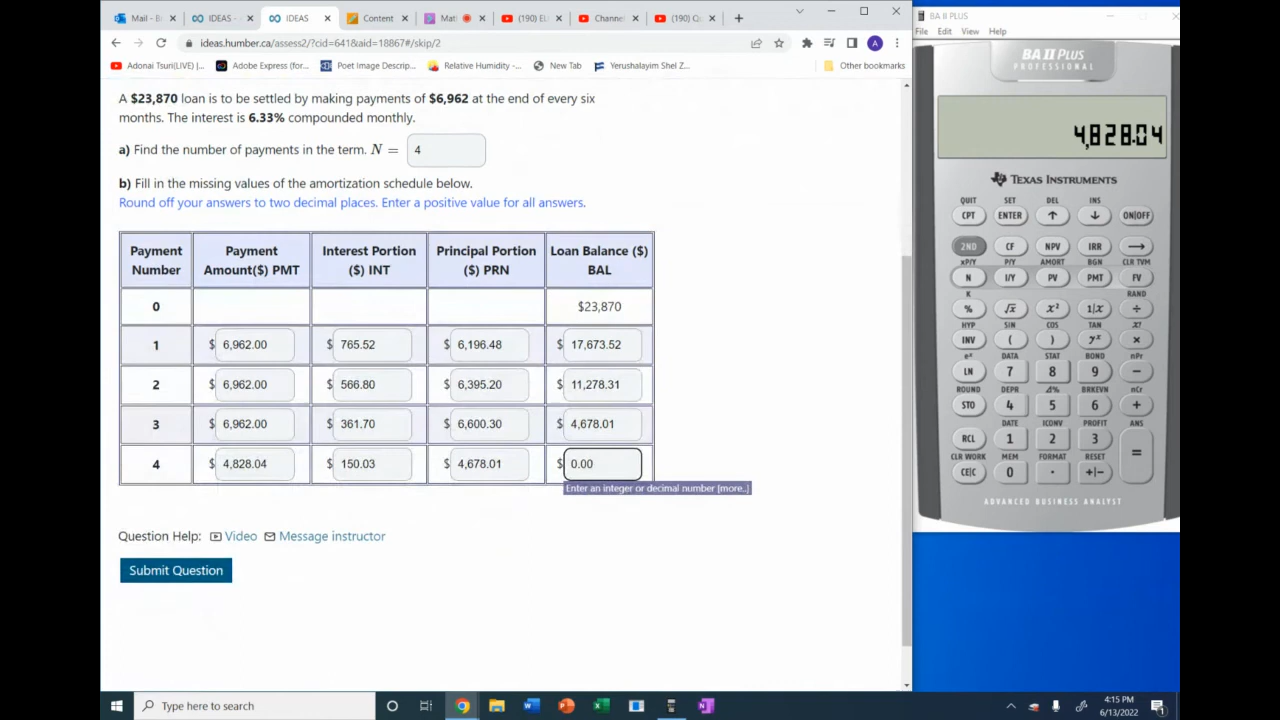 Mail - B
IDEAS -
IDEAS
Content
Mat
(190) El
Channel
(190) Q
BA II PLUS
File Edit View Help
ideas.humber.ca/assess2/?cid=641&aid=18867#/skip/2
A
Adonai Tsuri(LIVE) |...
Adobe Express (for...
Poet Image Descrip...
Relative Humidity -...
New Tab
Yerushalayim Shel Z...
Other bookmarks
A $23,870 loan is to be settled by making payments of $6,962 at the end of every six
months. The interest is 6.33% compounded monthly.
a) Find the number of payments in the term. N = 4
b) Fill in the missing values of the amortization schedule below.
Round off your answers to two decimal places. Enter a positive value for all answers.
Payment Number
Payment Amount($) PMT
Interest Portion ($) INT
Principal Portion ($) PRN
Loan Balance ($) BAL
0 $23,870
1 $ 6,962.00 $ 765.52 $ 6,196.48 $ 17,673.52
2 $ 6,962.00 $ 566.80 $ 6,395.20 $ 11,278.31
3 $ 6,962.00 $ 361.70 $ 6,600.30 $ 4,678.01
4 $ 4,828.04 $ 150.03 $ 4,678.01 $ 0.00
Enter an integer or decimal number [more..]
Question Help: Video Message instructor
Submit Question
BA II PLUS
PROFESSIONAL
4,828.04
TEXAS INSTRUMENTS
QUIT SET DEL INS
CPT ENTER ↑ ↓ ON|OFF
2ND CF NPV IRR →
xP/Y P/Y AMORT BGN CLR TVM
N I/Y PV PMT FV
K RAND
% √x x² 1/x ÷
HYP SIN COS TAN x!
INV ( ) yˣ ×
eˣ DATA STAT BOND nPr
LN 7 8 9 −
ROUND DEPR Δ% BRKEVN nCr
STO 4 5 6 +
DATE ICONV PROFIT ANS
RCL 1 2 3 =
CLR WORK MEM FORMAT RESET
CE|C 0 . +|−
ADVANCED BUSINESS ANALYST
Type here to search
4:15 PM
6/13/2022
1